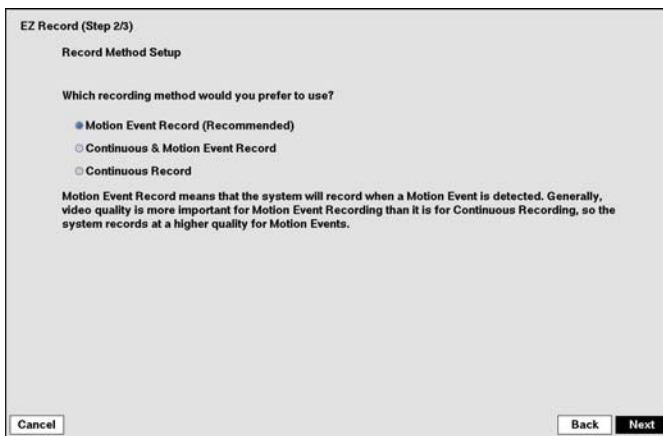 EZ Record (Step 2/3)
Record Method Setup
Which recording method would you prefer to use?
Motion Event Record (Recommended)
Continuous & Motion Event Record
Continuous Record
Motion Event Record means that the system will record when a Motion Event is detected. Generally,
video quality is more important for Motion Event Recording than it is for Continuous Recording, so the
system records at a higher quality for Motion Events.
Cancel
Back
Next